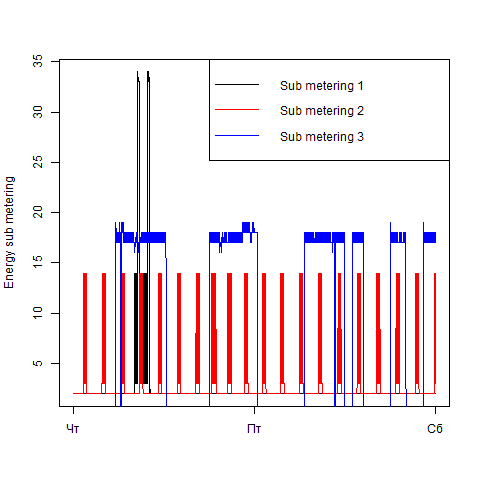 Sub metering 1
Sub metering 2
Sub metering 3
Energy sub metering
35
30
25
20
15
10
5
Чт
Пт
Сб